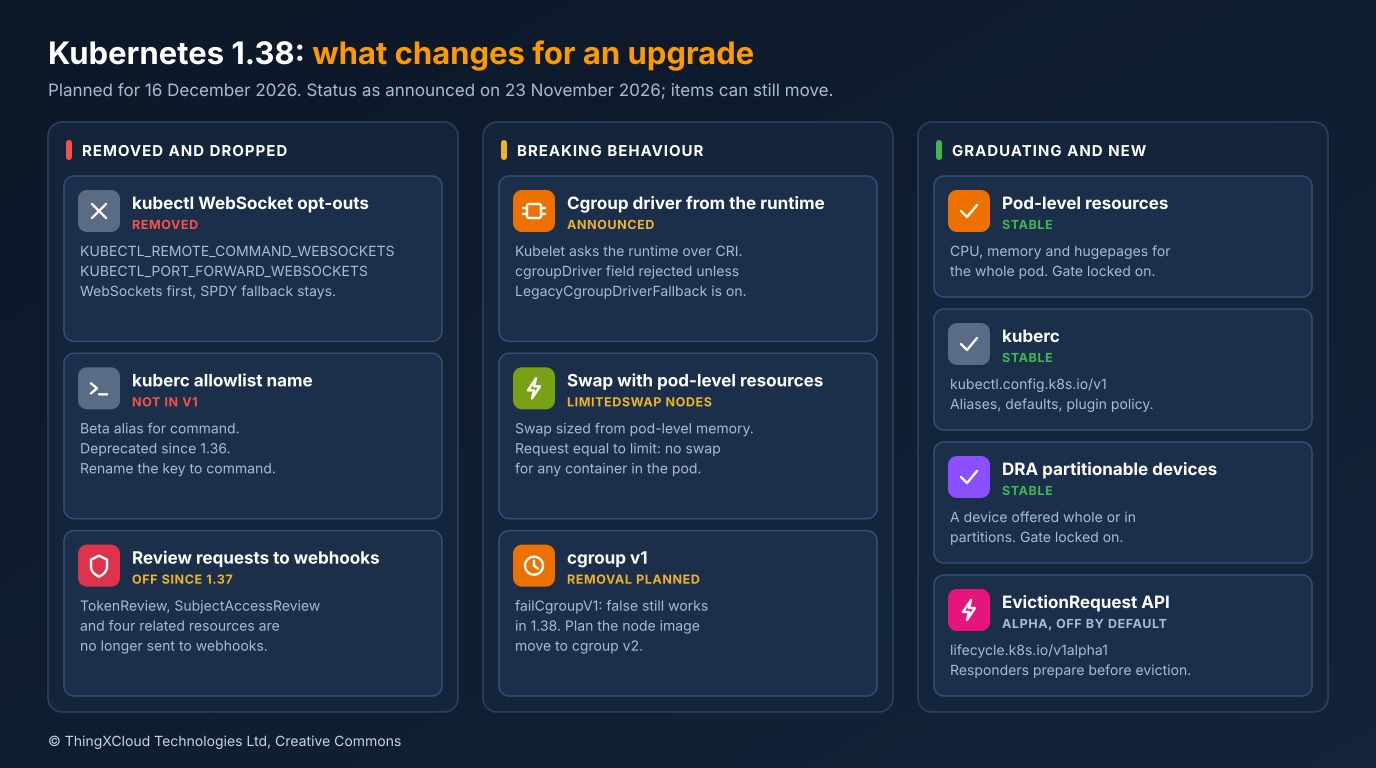 Kubernetes 1.38: what changes for an upgrade
Planned for 16 December 2026. Status as announced on 23 November 2026; items can still move.
REMOVED AND DROPPED
kubectl WebSocket opt-outs
REMOVED
KUBECTL_REMOTE_COMMAND_WEBSOCKETS
KUBECTL_PORT_FORWARD_WEBSOCKETS
WebSockets first, SPDY fallback stays.
kuberc allowlist name
NOT IN V1
Beta alias for command.
Deprecated since 1.36.
Rename the key to command.
Review requests to webhooks
OFF SINCE 1.37
TokenReview, SubjectAccessReview
and four related resources are
no longer sent to webhooks.
BREAKING BEHAVIOUR
Cgroup driver from the runtime
ANNOUNCED
Kubelet asks the runtime over CRI.
cgroupDriver field rejected unless
LegacyCgroupDriverFallback is on.
Swap with pod-level resources
LIMITEDSWAP NODES
Swap sized from pod-level memory.
Request equal to limit: no swap
for any container in the pod.
cgroup v1
REMOVAL PLANNED
failCgroupV1: false still works
in 1.38. Plan the node image
move to cgroup v2.
GRADUATING AND NEW
Pod-level resources
STABLE
CPU, memory and hugepages for
the whole pod. Gate locked on.
kuberc
STABLE
kubectl.config.k8s.io/v1
Aliases, defaults, plugin policy.
DRA partitionable devices
STABLE
A device offered whole or in
partitions. Gate locked on.
EvictionRequest API
ALPHA, OFF BY DEFAULT
lifecycle.k8s.io/v1alpha1
Responders prepare before eviction.
© ThingXCloud Technologies Ltd, Creative Commons